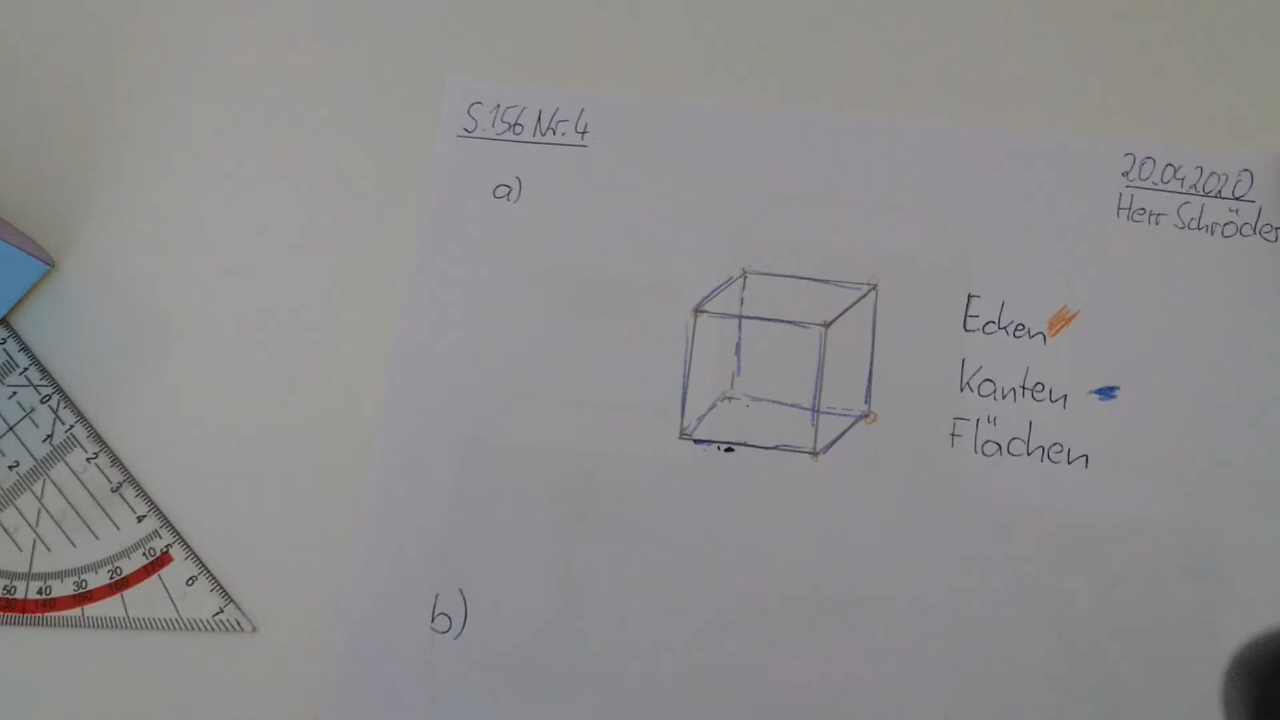 S.156 Nr. 4
20.04.2020
Herr Schröder
a)
Ecken
Kanten
Flächen
b)